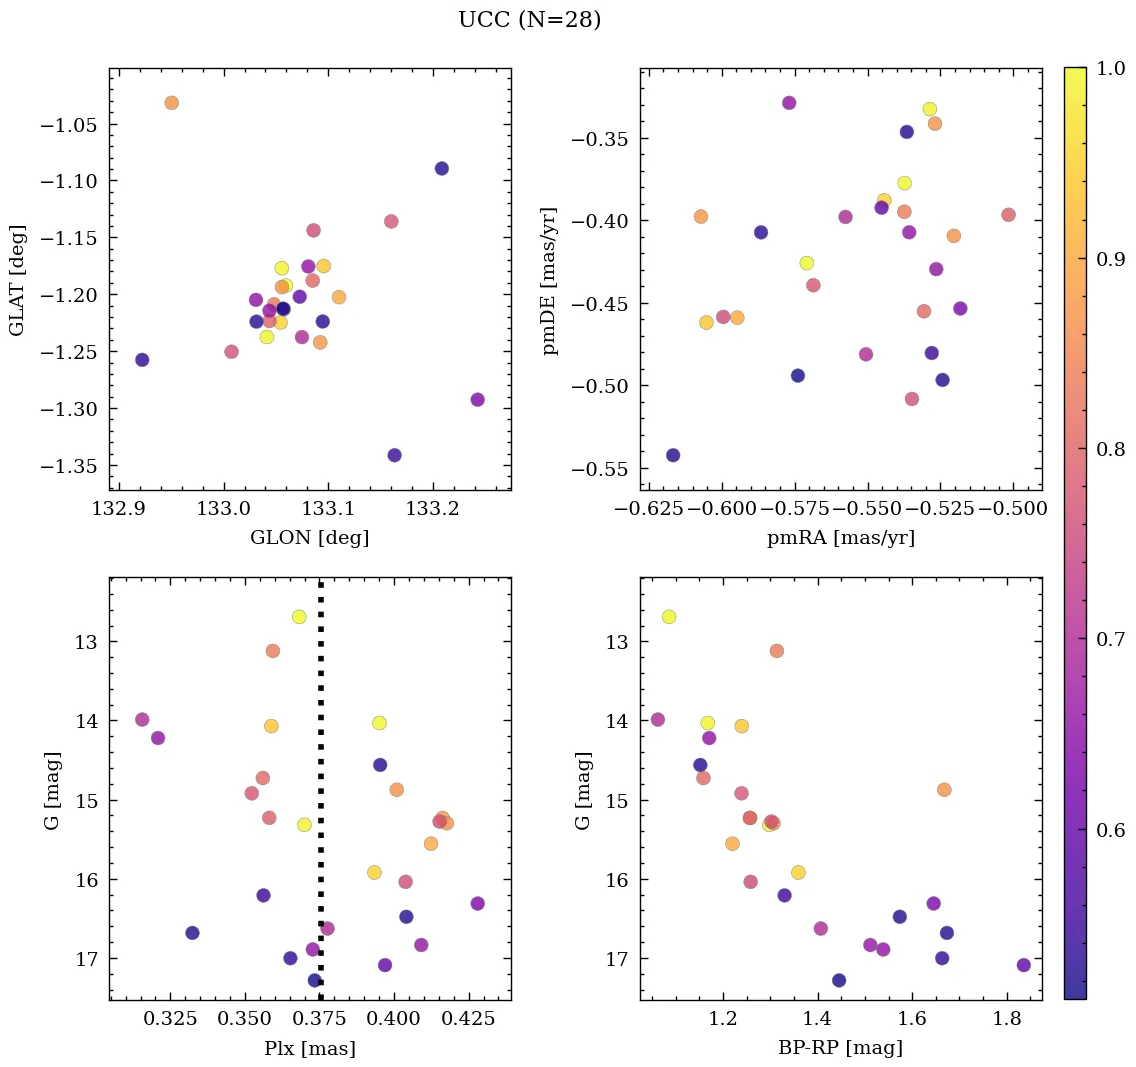 UCC (N=28)
−1.05
−1.10
−1.15
−1.20
−1.25
−1.30
−1.35
GLAT [deg]
132.9 133.0 133.1 133.2
GLON [deg]
−0.35
−0.40
−0.45
−0.50
−0.55
pmDE [mas/yr]
−0.625 −0.600 −0.575 −0.550 −0.525 −0.500
pmRA [mas/yr]
1.0
0.9
0.8
0.7
0.6
13
14
15
16
17
G [mag]
0.325 0.350 0.375 0.400 0.425
Plx [mas]
13
14
15
16
17
G [mag]
1.2 1.4 1.6 1.8
BP-RP [mag]